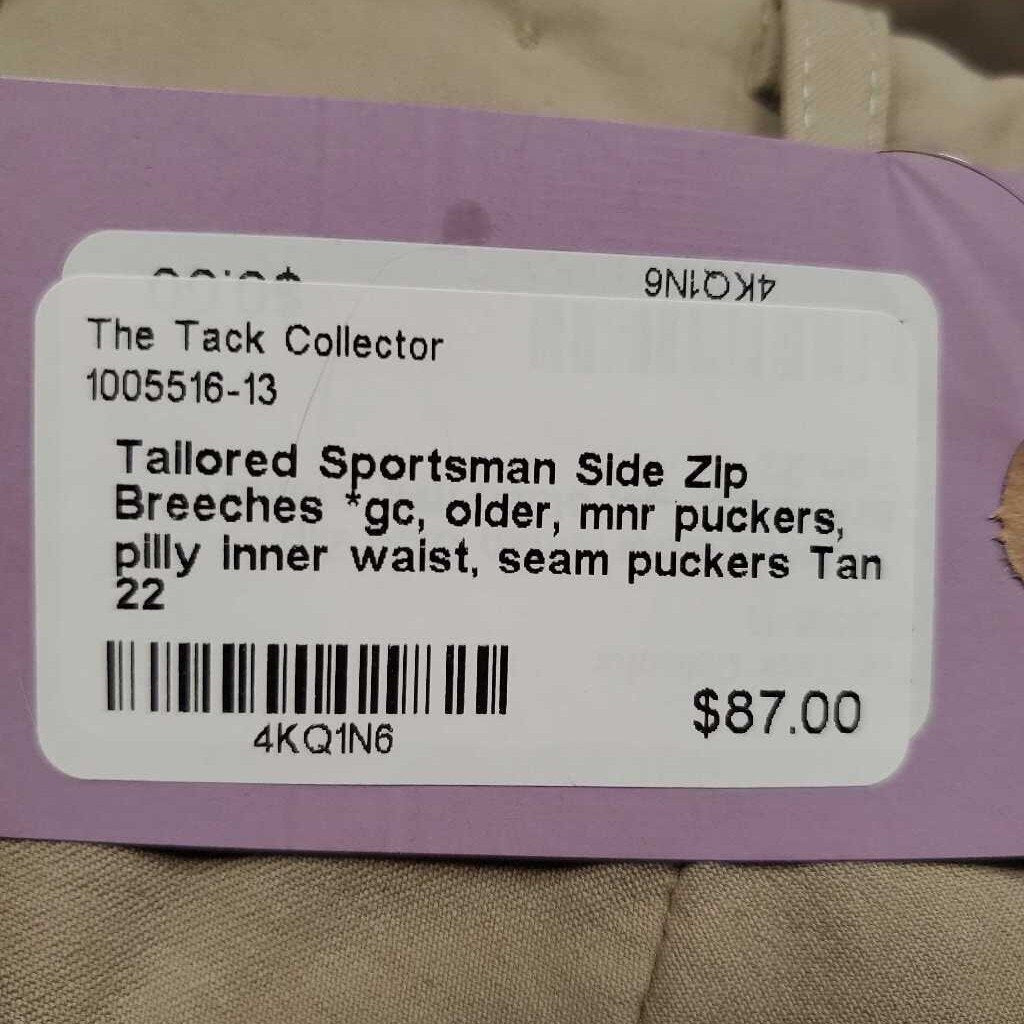 4KQ1N6
The Tack Collector
1005516-13
Tailored Sportsman Side Zip
Breeches *gc, older, mnr puckers,
pilly inner waist, seam puckers Tan
22
4KQ1N6
$87.00